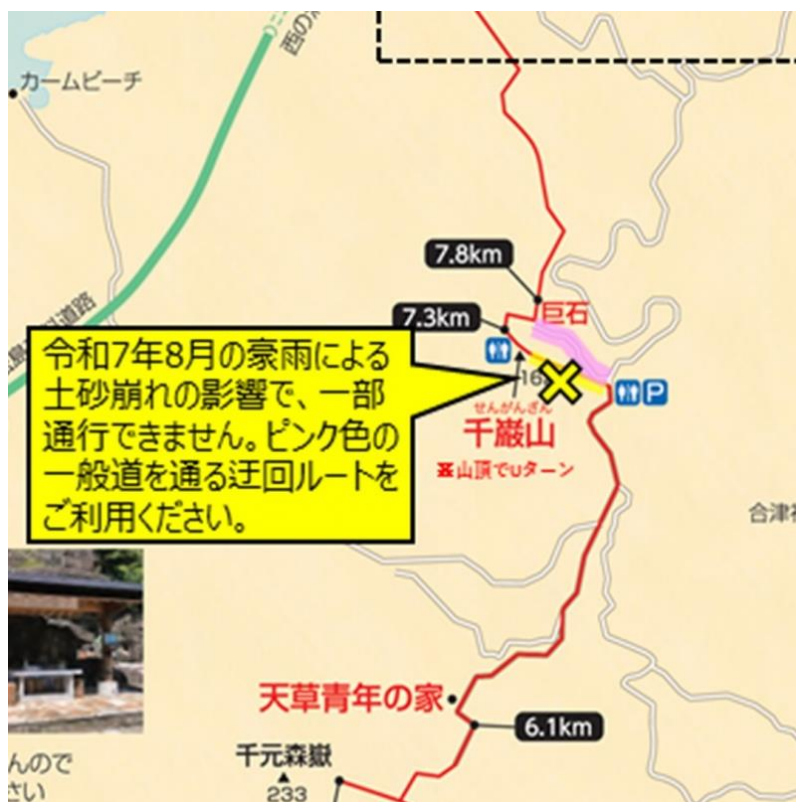 西の
カームビーチ
道路
7.8km
巨石
7.3km
令和7年8月の豪雨による
土砂崩れの影響で、一部
通行できません。ピンク色の
一般道を通る迂回ルートを
ご利用ください。
16
P
せんがんざん
千巌山
※山頂でUターン
合津
天草青年の家
6.1km
千元森嶽
233
んので
さい